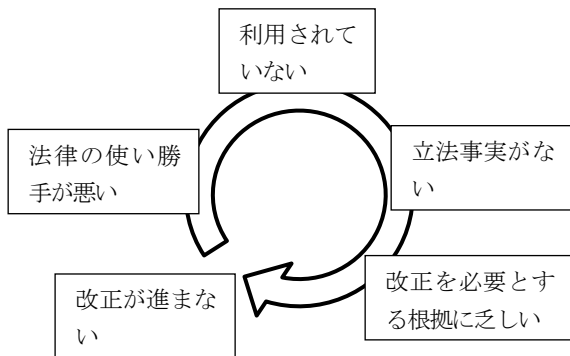 利用されて
いない
立法事実がな
い
改正を必要とす
る根拠に乏しい
改正が進まな
い
法律の使い勝
手が悪い